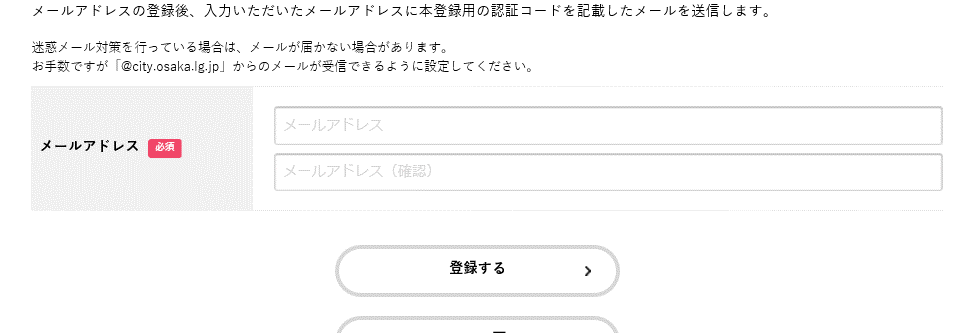 メールアドレスの登録後、入力いただいたメールアドレスに本登録用の認証コードを記載したメールを送信します。
迷惑メール対策を行っている場合は、メールが届かない場合があります。
お手数ですが「@city.osaka.lg.jp」からのメールが受信できるように設定してください。
メールアドレス 必須
メールアドレス
メールアドレス（確認）
登録する